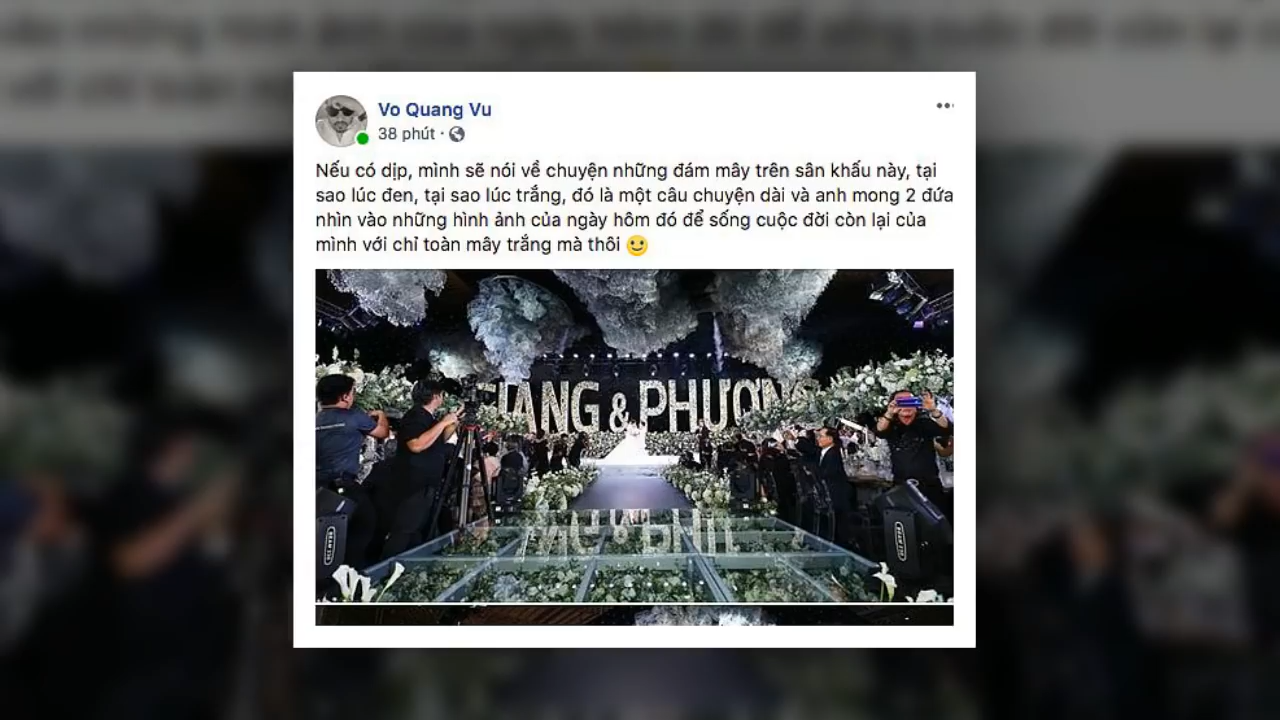 Vo Quang Vu
38 phút ·
Nếu có dịp, mình sẽ nói về chuyện những đám mây trên sân khấu này, tại
sao lúc đen, tại sao lúc trắng, đó là một câu chuyện dài và anh mong 2 đứa
nhìn vào những hình ảnh của ngày hôm đó để sống cuộc đời còn lại của
mình với chỉ toàn mây trắng mà thôi 🙂
GIANG & PHƯƠNG